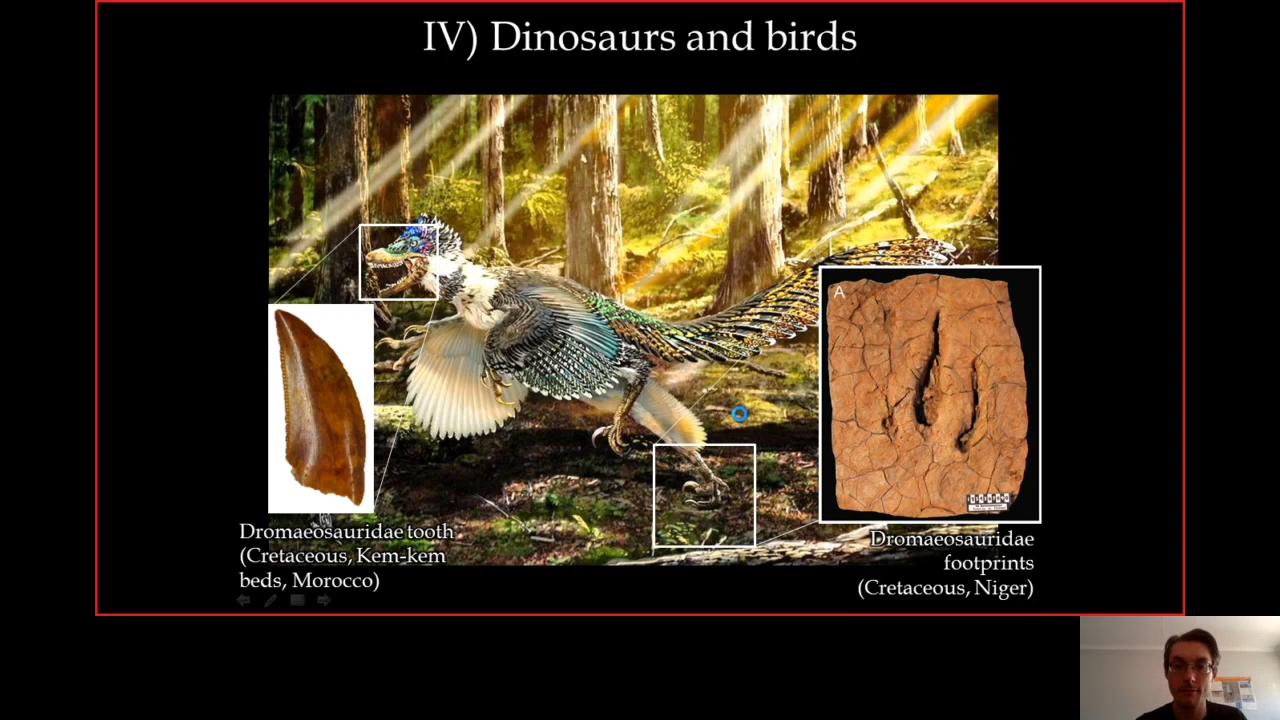 IV) Dinosaurs and birds
A
Dromaeosauridae tooth
(Cretaceous, Kem-kem
beds, Morocco)
Dromaeosauridae
footprints
(Cretaceous, Niger)